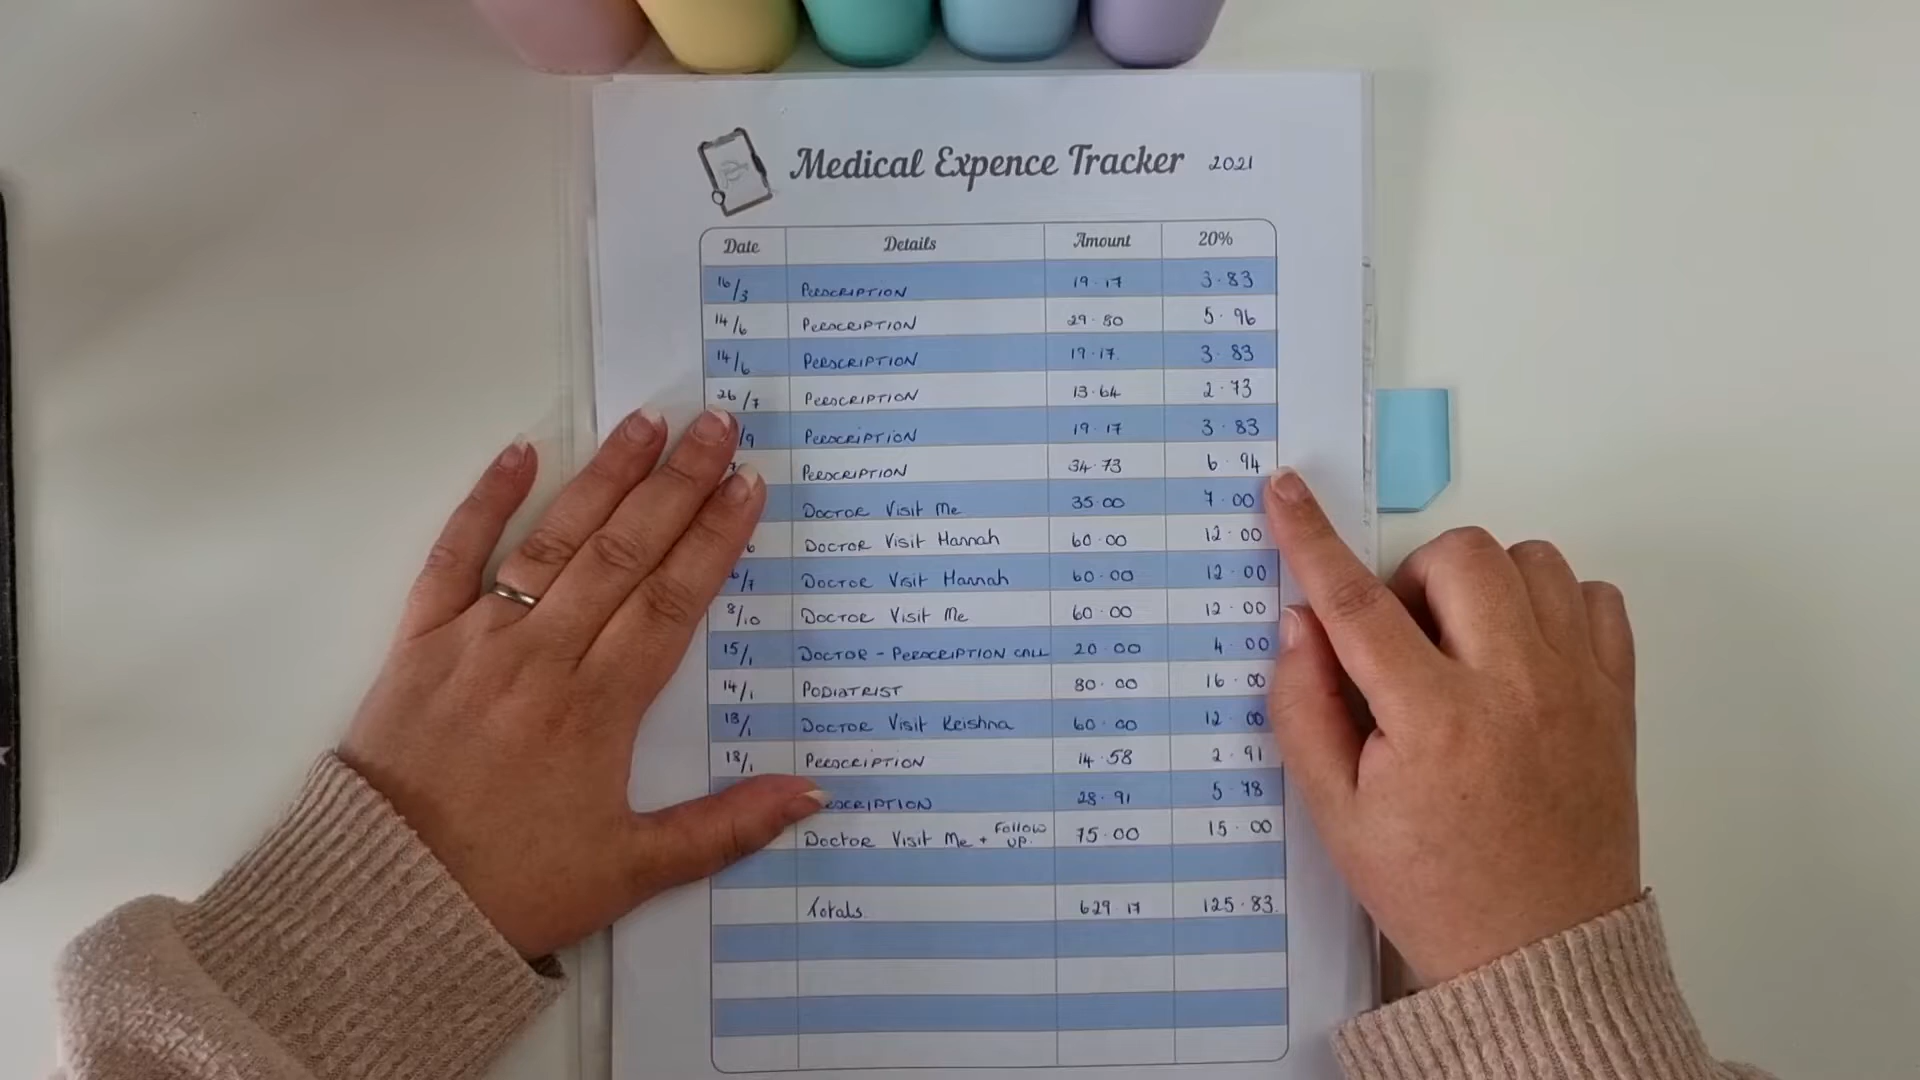 Medical Expence Tracker 2021
Date Details Amount 20%
16/3 PERSCRIPTION 19.17 3.83
14/6 PERSCRIPTION 29.80 5.96
14/6 PERSCRIPTION 19.17 3.83
26/7 PERSCRIPTION 13.64 2.73
/9 PERSCRIPTION 19.17 3.83
PERSCRIPTION 34.73 6.94
DOCTOR Visit Me 35.00 7.00
DOCTOR Visit Hannah 60.00 12.00
/7 DOCTOR Visit Hannah 60.00 12.00
8/10 DOCTOR Visit Me 60.00 12.00
15/1 DOCTOR - PERSCRIPTION CALL 20.00 4.00
14/1 PODIATRIST 80.00 16.00
18/1 DOCTOR Visit Krishna 60.00 12.00
18/1 PERSCRIPTION 14.58 2.91
SCRIPTION 28.91 5.78
Doctor Visit Me + Follow UP. 75.00 15.00
Totals. 629.17 125.83